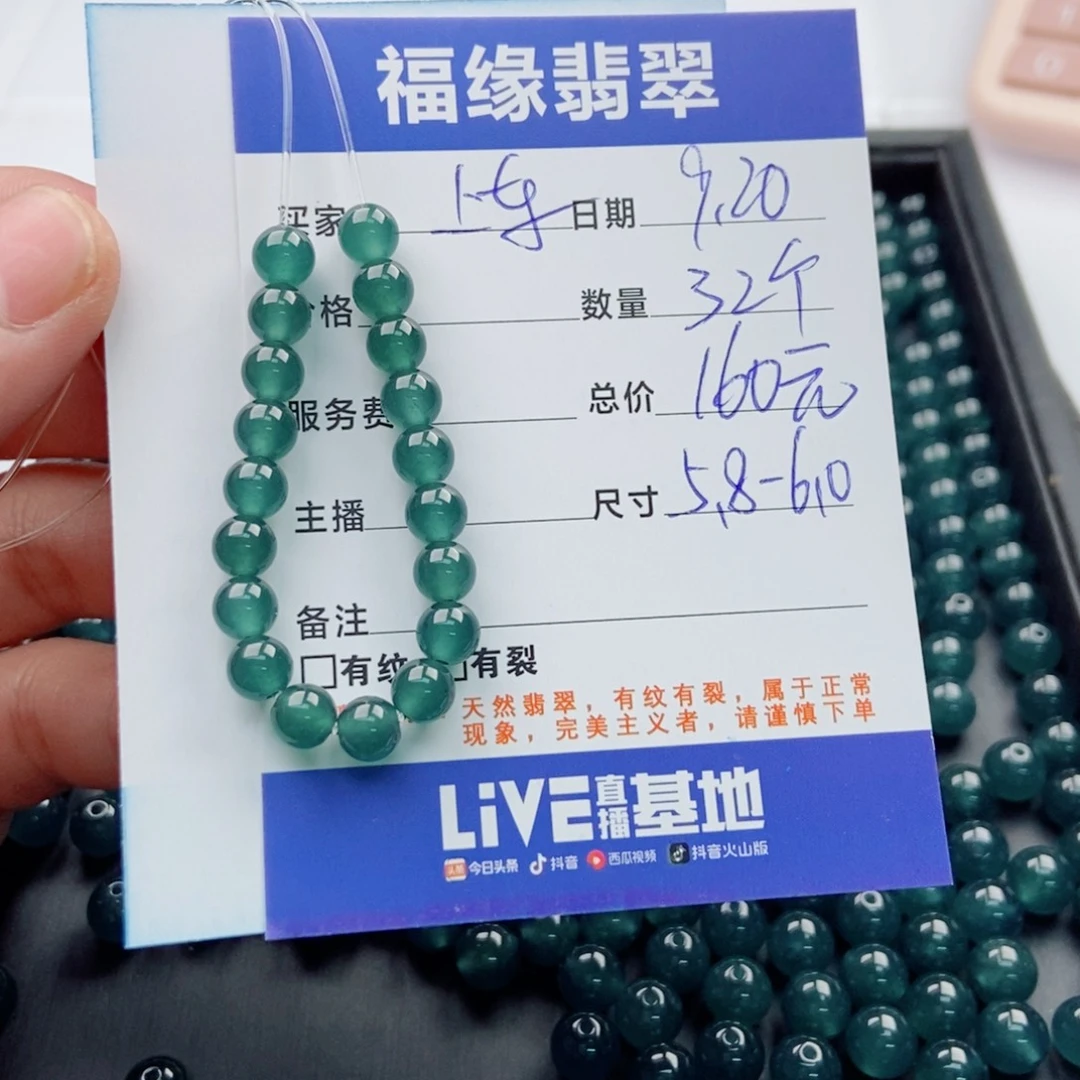 福缘翡翠
买家 日期 9.20
格 数量 32个
服务费 总价 160元
主播 尺寸 5.8-6.0
备注
□有纹 □有裂
天然翡翠，有纹有裂，属于正常
现象，完美主义者，请谨慎下单
LiVE直播基地
头条 今日头条 抖音 西瓜视频 抖音火山版